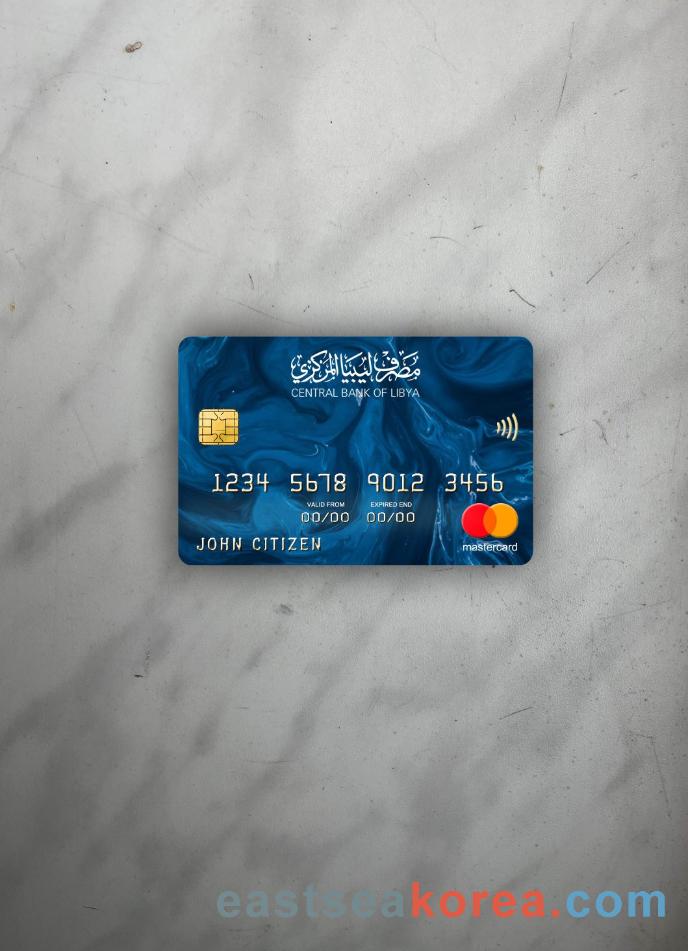 مصرف ليبيا المركزي
CENTRAL BANK OF LIBYA
1234 5678 9012 3456
VALID FROM EXPIRED END
00/00 00/00
JOHN CITIZEN
mastercard
eastseakorea.com